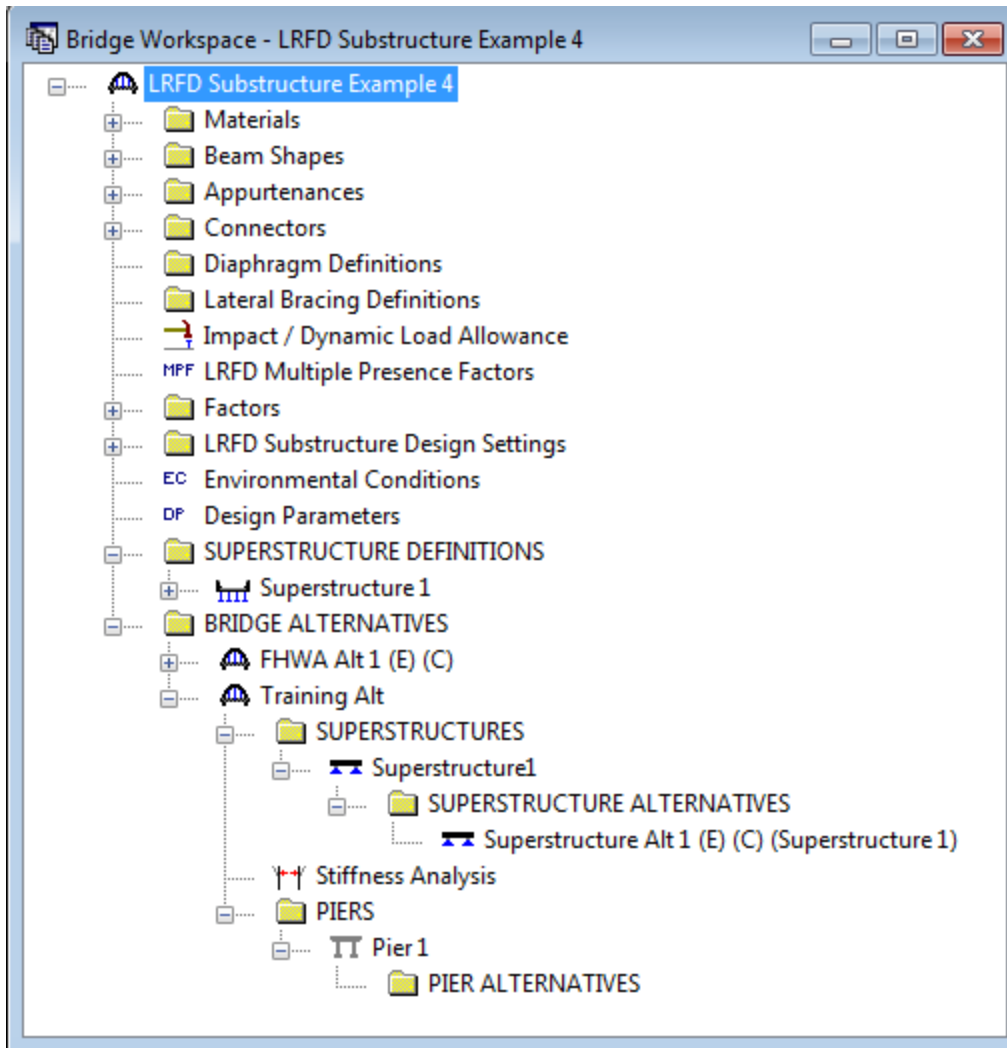 Bridge Workspace - LRFD Substructure Example 4
LRFD Substructure Example 4
Materials
Beam Shapes
Appurtenances
Connectors
Diaphragm Definitions
Lateral Bracing Definitions
Impact / Dynamic Load Allowance
MPF LRFD Multiple Presence Factors
Factors
LRFD Substructure Design Settings
EC Environmental Conditions
DP Design Parameters
SUPERSTRUCTURE DEFINITIONS
Superstructure 1
BRIDGE ALTERNATIVES
FHWA Alt 1 (E) (C)
Training Alt
SUPERSTRUCTURES
Superstructure1
SUPERSTRUCTURE ALTERNATIVES
Superstructure Alt 1 (E) (C) (Superstructure 1)
Stiffness Analysis
PIERS
Pier 1
PIER ALTERNATIVES